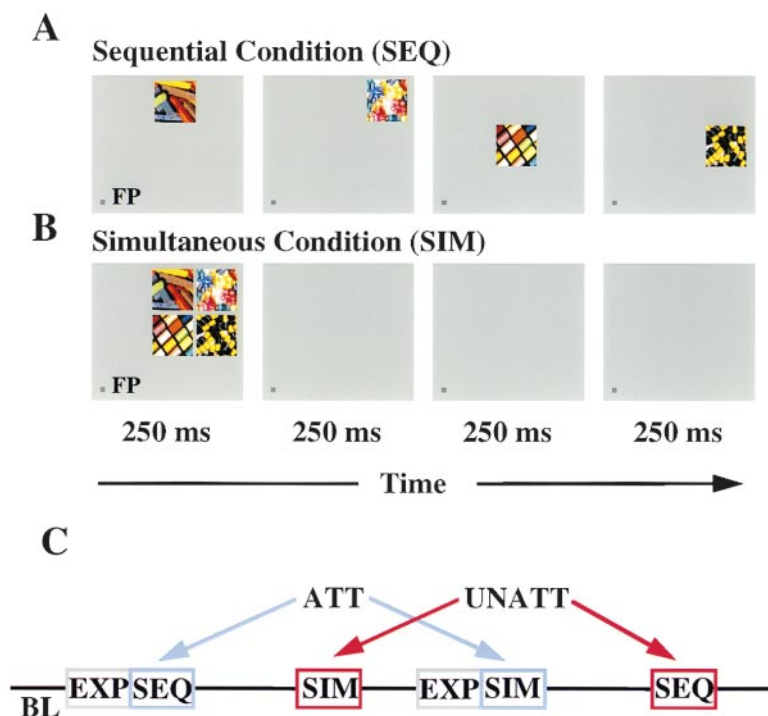 A
Sequential Condition (SEQ)
FP
B
Simultaneous Condition (SIM)
FP
250 ms 250 ms 250 ms 250 ms
Time
C
ATT UNATT
EXP SEQ SIM EXP SIM SEQ
BL